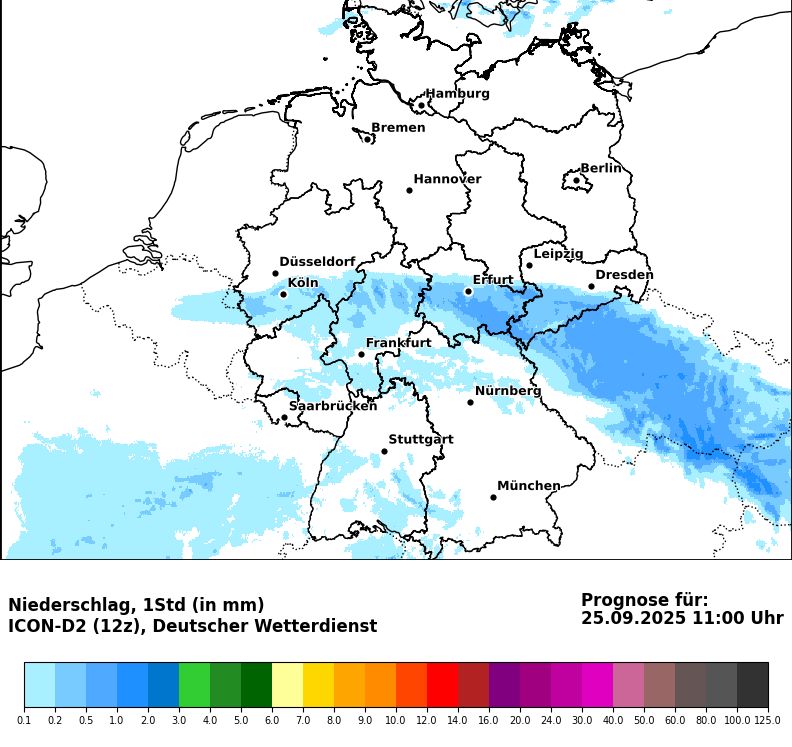 Hamburg
Bremen
Berlin
Hannover
Leipzig
Düsseldorf
Dresden
Köln
Erfurt
Frankfurt
Nürnberg
Saarbrücken
Stuttgart
München
Niederschlag, 1Std (in mm)
ICON-D2 (12z), Deutscher Wetterdienst
Prognose für:
25.09.2025 11:00 Uhr
0.1 0.2 0.5 1.0 2.0 3.0 4.0 5.0 6.0 7.0 8.0 9.0 10.0 12.0 14.0 16.0 20.0 24.0 30.0 40.0 50.0 60.0 80.0 100.0 125.0